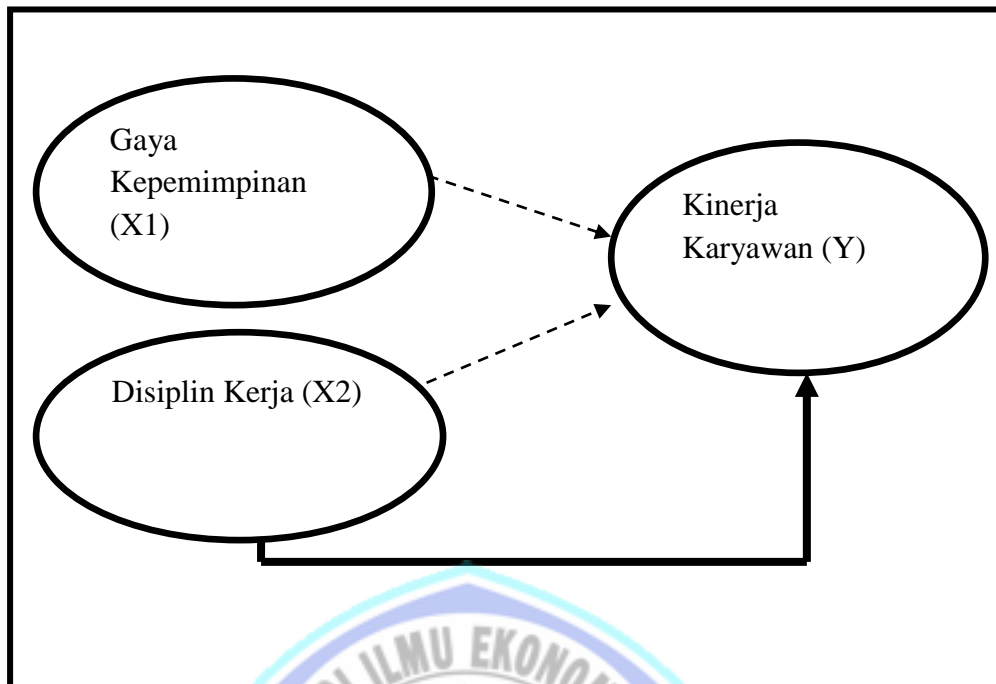 Gaya
Kepemimpinan
(X1)
Kinerja
Karyawan (Y)
Disiplin Kerja (X2)
ILMU EKONO